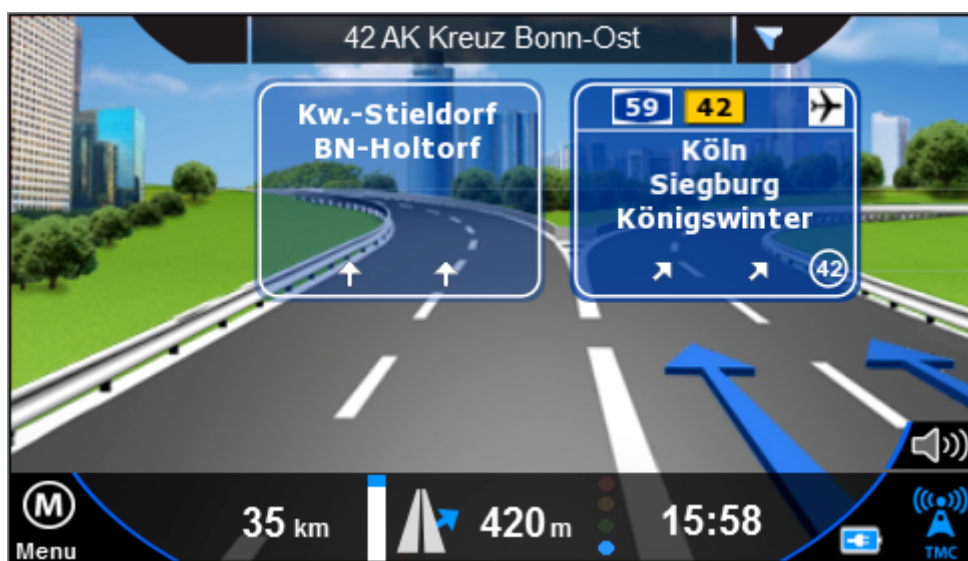 42 AK Kreuz Bonn-Ost
Kw.-Stieldorf
BN-Holtorf
59 42
Köln
Siegburg
Königswinter
42
M
Menu
35 km
420 m
15:58
TMC